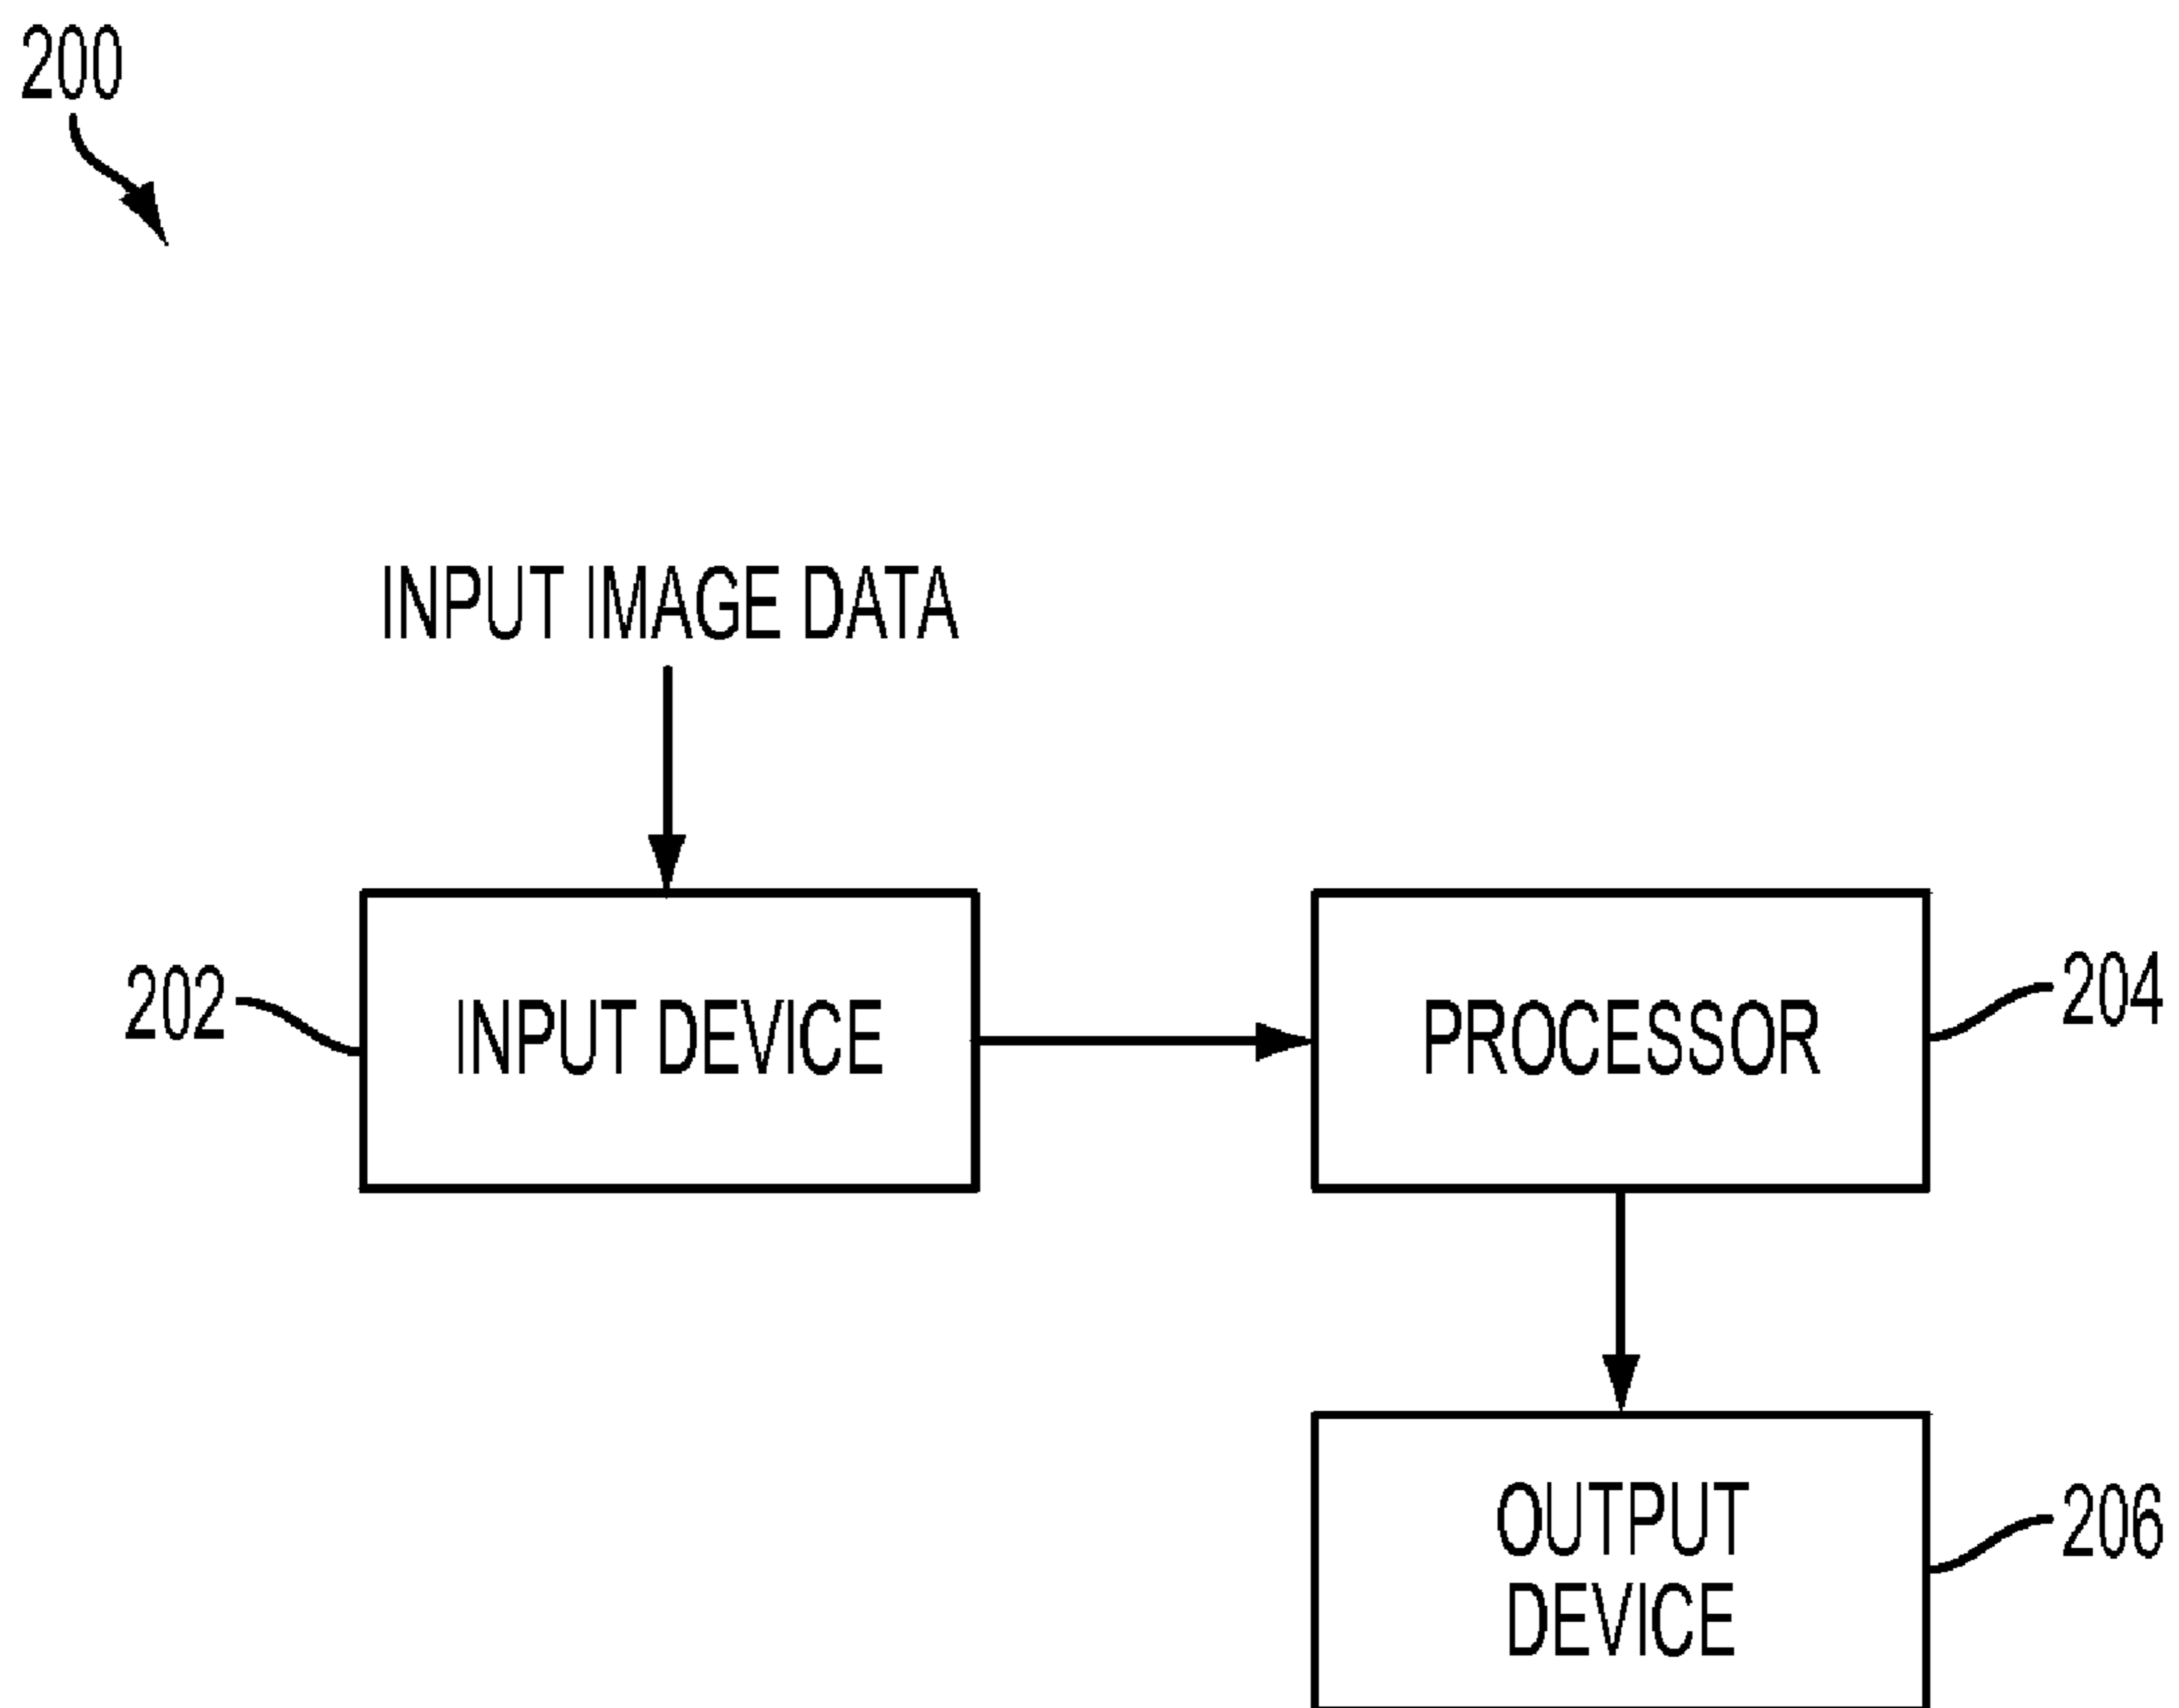 200
INPUT IMAGE DATA
202
INPUT DEVICE
PROCESSOR
204
OUTPUT
DEVICE
206